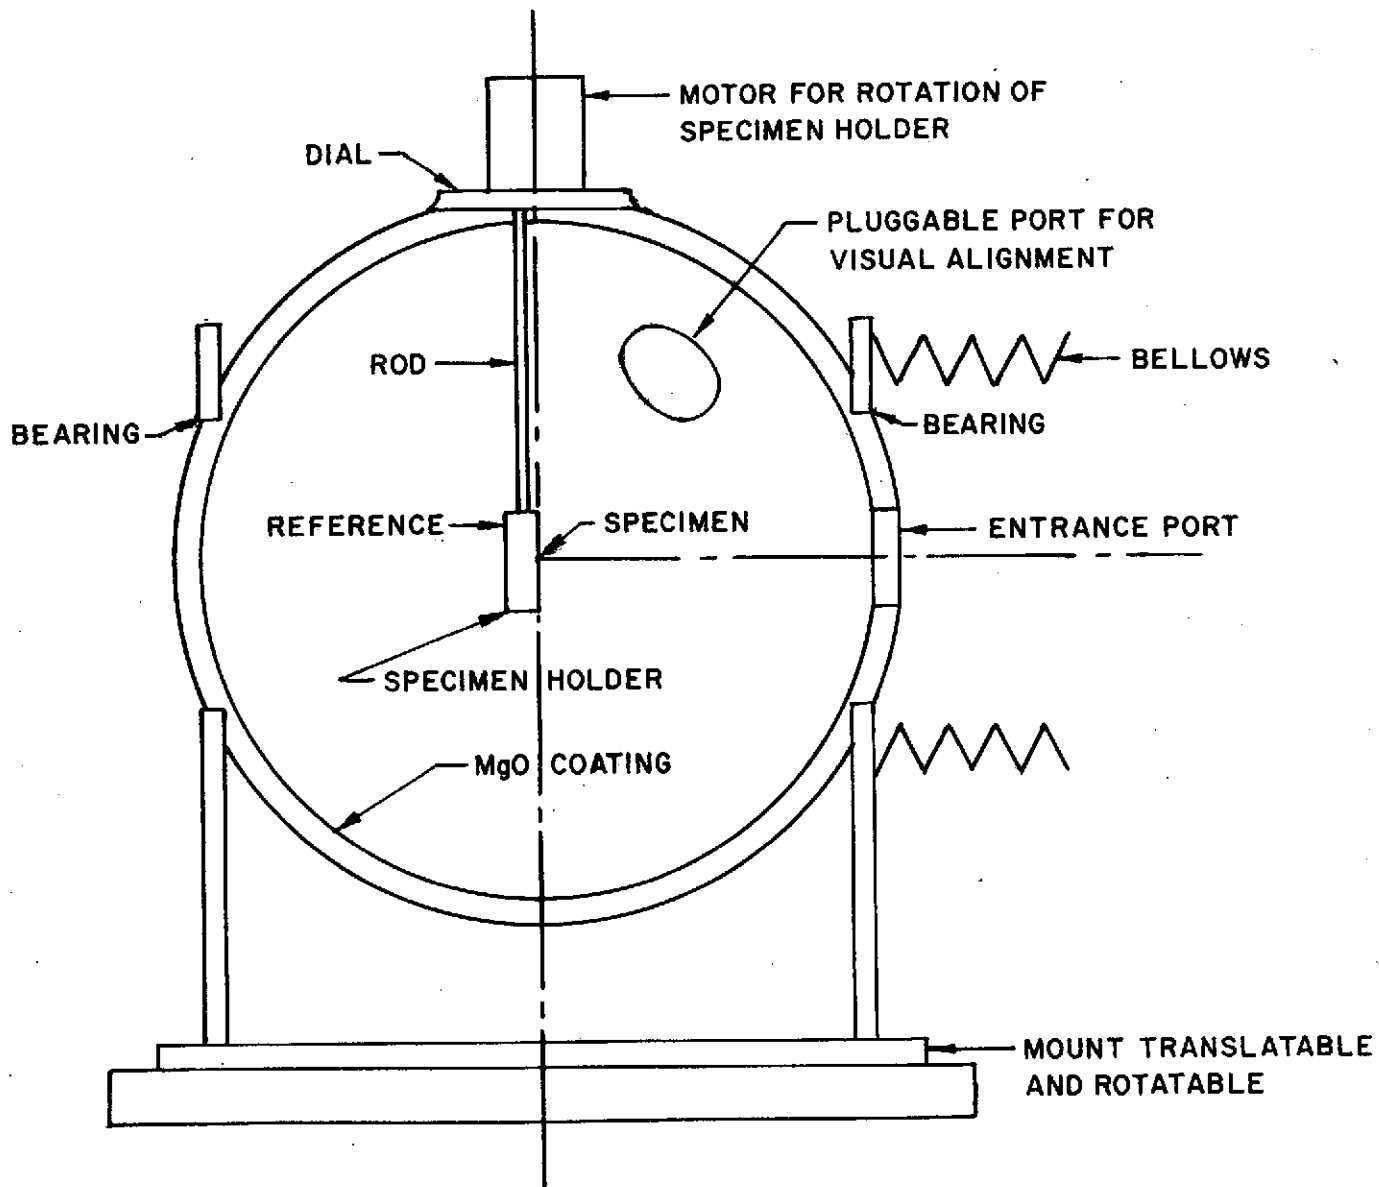 MOTOR FOR ROTATION OF
SPECIMEN HOLDER
DIAL
PLUGGABLE PORT FOR
VISUAL ALIGNMENT
ROD
BELLOWS
BEARING
BEARING
REFERENCE
SPECIMEN
ENTRANCE PORT
SPECIMEN HOLDER
MgO COATING
MOUNT TRANSLATABLE
AND ROTATABLE